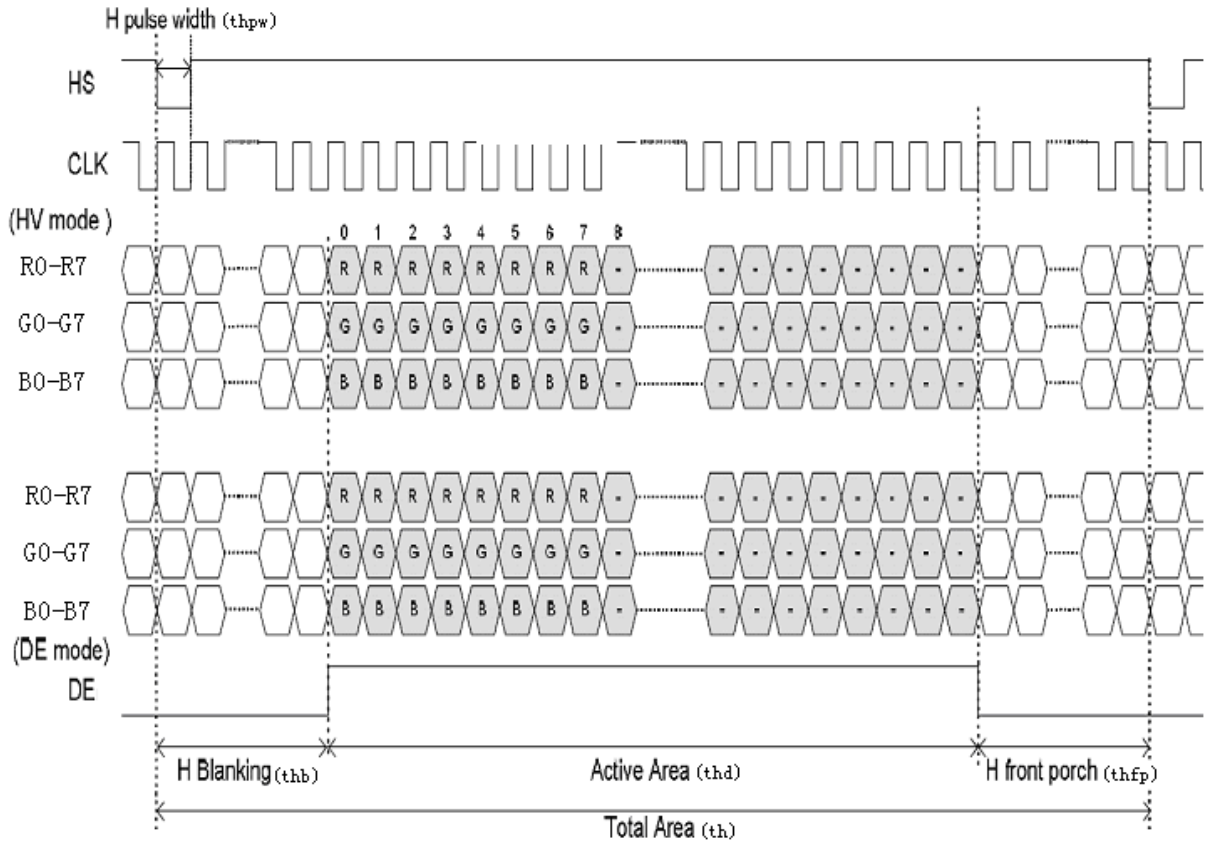 H pulse width (thpw)
HS
CLK
(HV mode )
0 1 2 3 4 5 6 7 8
R0-R7 R R R R R R R R - - - - - - - - -
G0-G7 G G G G G G G G - - - - - - - - -
B0-B7 B B B B B B B B - - - - - - - - -
R0-R7 R R R R R R R R - - - - - - - - -
G0-G7 G G G G G G G G - - - - - - - - -
B0-B7 B B B B B B B B - - - - - - - - -
(DE mode)
DE
H Blanking(thb) Active Area (thd) H front porch (thfp)
Total Area (th)